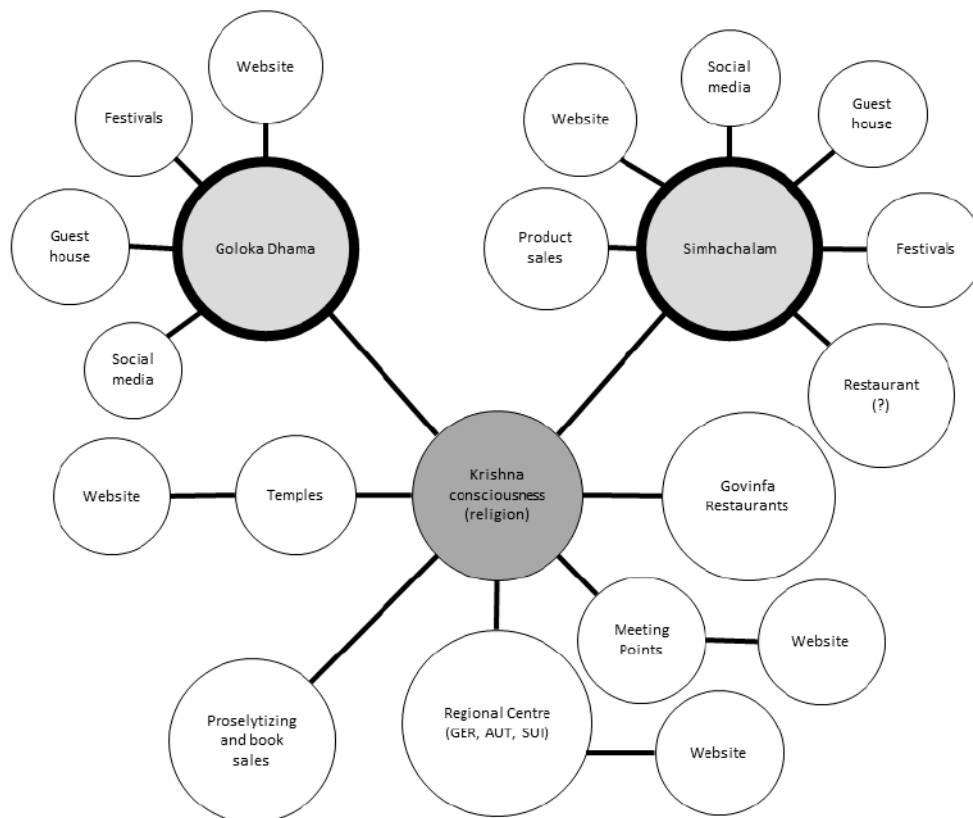 Website
Social
media
Festivals
Website
Guest
house
Guest
house
Goloka Dhama
Product
sales
Simhachalam
Festivals
Social
media
Restaurant
(?)
Website
Temples
Krishna
consciousness
(religion)
Govinfa
Restaurants
Meeting
Points
Website
Proselytizing
and book
sales
Regional Centre
(GER, AUT, SUI)
Website